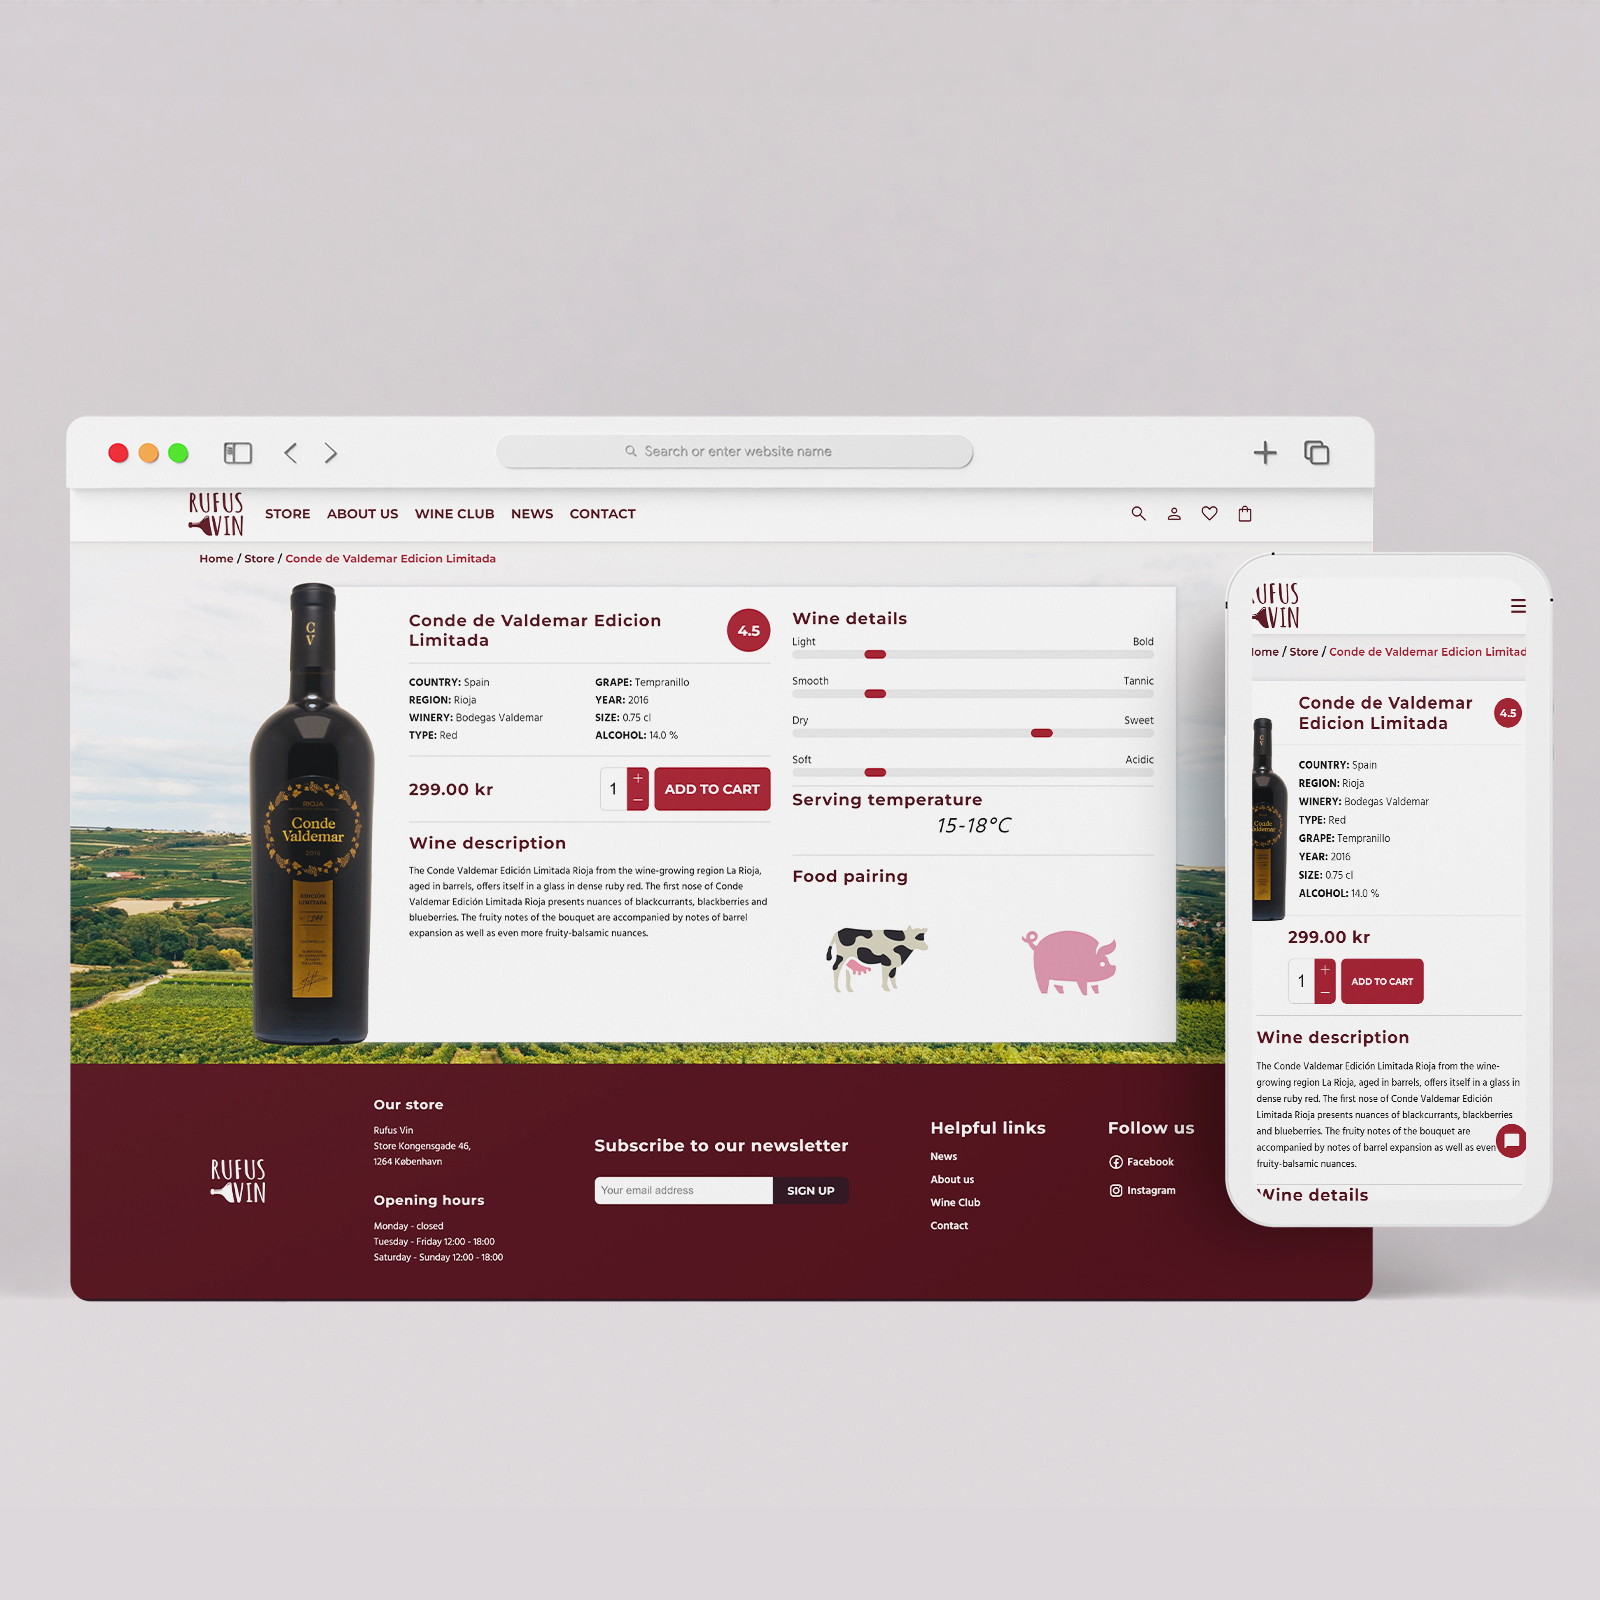 Search or enter website name
RUFUS
VIN
STORE ABOUT US WINE CLUB NEWS CONTACT
Home / Store / Conde de Valdemar Edicion Limitada
C
V
RIOJA
Conde
Valdemar
2016
EDICIÓN
LIMITADA
Conde de Valdemar Edicion
Limitada
4.5
COUNTRY: Spain
REGION: Rioja
WINERY: Bodegas Valdemar
TYPE: Red
GRAPE: Tempranillo
YEAR: 2016
SIZE: 0.75 cl
ALCOHOL: 14.0 %
299.00 kr
1
+
–
ADD TO CART
Wine description
The Conde Valdemar Edición Limitada Rioja from the wine-growing region La Rioja,
aged in barrels, offers itself in a glass in dense ruby red. The first nose of Conde
Valdemar Edición Limitada Rioja presents nuances of blackcurrants, blackberries and
blueberries. The fruity notes of the bouquet are accompanied by notes of barrel
expansion as well as even more fruity-balsamic nuances.
Wine details
Light Bold
Smooth Tannic
Dry Sweet
Soft Acidic
Serving temperature
15-18°C
Food pairing
RUFUS
VIN
Our store
Rufus Vin
Store Kongensgade 46,
1264 København
Opening hours
Monday - closed
Tuesday - Friday 12:00 - 18:00
Saturday - Sunday 12:00 - 18:00
Subscribe to our newsletter
Your email address
SIGN UP
Helpful links
News
About us
Wine Club
Contact
Follow us
Facebook
Instagram
RUFUS
VIN
Home / Store / Conde de Valdemar Edicion Limitad
Conde de Valdemar
Edicion Limitada
4.5
Conde
Valdemar
COUNTRY: Spain
REGION: Rioja
WINERY: Bodegas Valdemar
TYPE: Red
GRAPE: Tempranillo
YEAR: 2016
SIZE: 0.75 cl
ALCOHOL: 14.0 %
299.00 kr
1
+
–
ADD TO CART
Wine description
The Conde Valdemar Edición Limitada Rioja from the wine-
growing region La Rioja, aged in barrels, offers itself in a glass in
dense ruby red. The first nose of Conde Valdemar Edición
Limitada Rioja presents nuances of blackcurrants, blackberries
and blueberries. The fruity notes of the bouquet are
accompanied by notes of barrel expansion as well as even
fruity-balsamic nuances.
Wine details